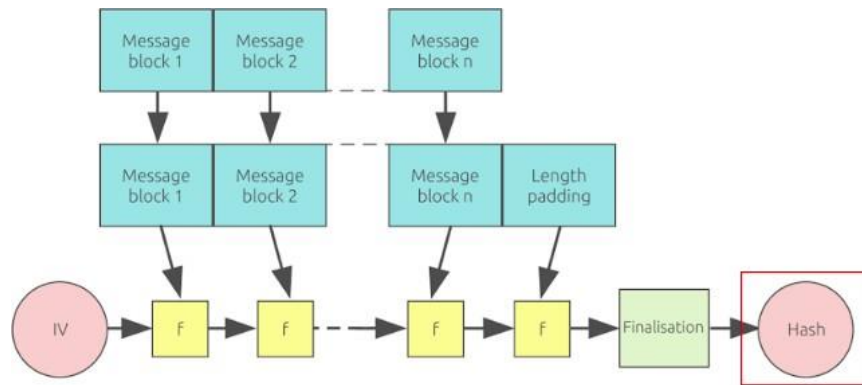 Message
block 1
Message
block 2
Message
block n
Message
block 1
Message
block 2
Message
block n
Length
padding
IV
f
f
f
f
Finalisation
Hash